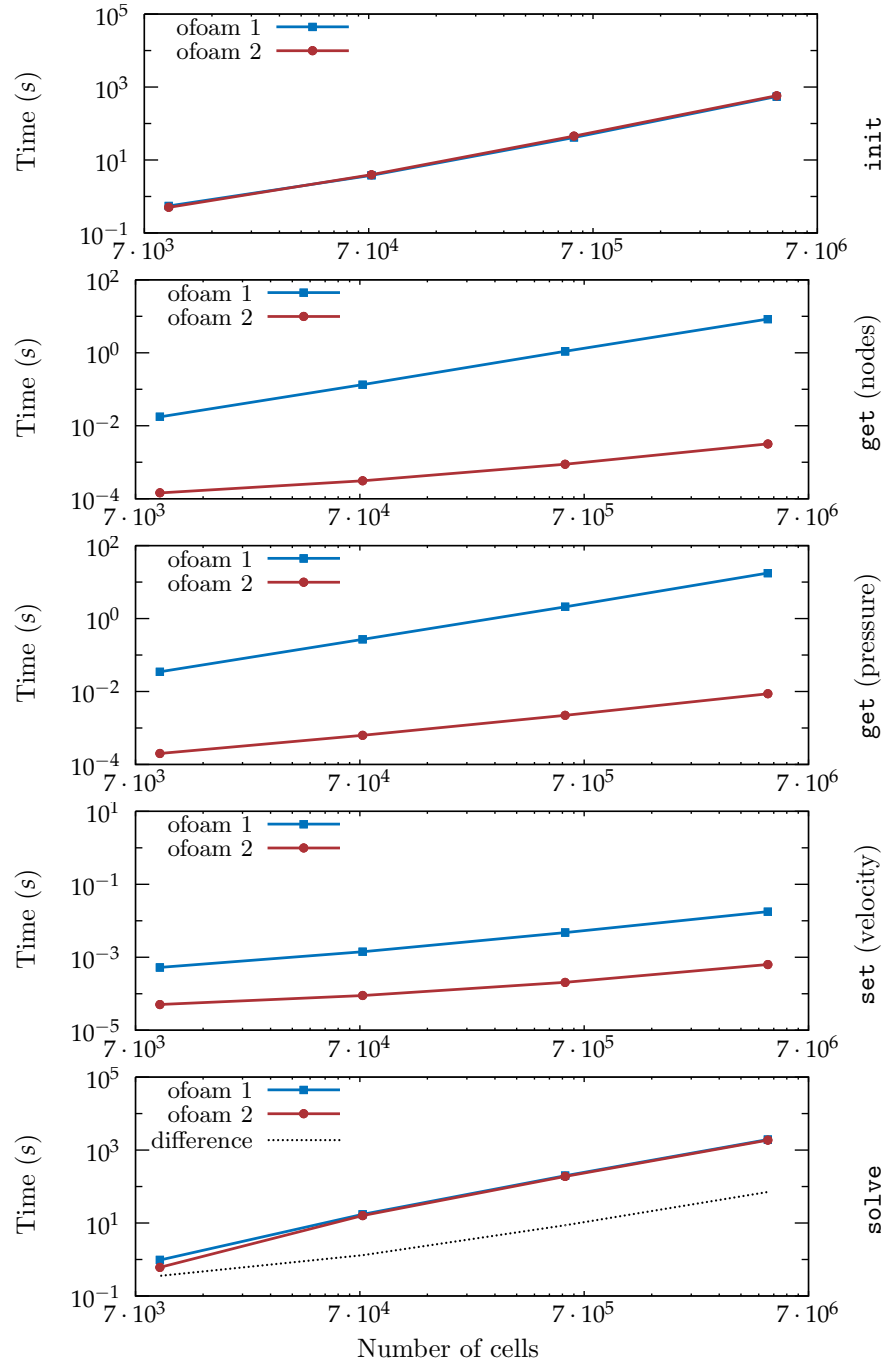 10^5
ofoam 1
ofoam 2
10^3
Time (s)
10^1
init
10^−1
7 · 10^3 7 · 10^4 7 · 10^5 7 · 10^6
10^2
ofoam 1
ofoam 2
10^0
Time (s)
10^−2
get (nodes)
10^−4
7 · 10^3 7 · 10^4 7 · 10^5 7 · 10^6
10^2
ofoam 1
ofoam 2
10^0
Time (s)
10^−2
get (pressure)
10^−4
7 · 10^3 7 · 10^4 7 · 10^5 7 · 10^6
10^1
ofoam 1
ofoam 2
10^−1
Time (s)
10^−3
set (velocity)
10^−5
7 · 10^3 7 · 10^4 7 · 10^5 7 · 10^6
10^5
ofoam 1
ofoam 2
difference
10^3
Time (s)
10^1
solve
10^−1
7 · 10^3 7 · 10^4 7 · 10^5 7 · 10^6
Number of cells